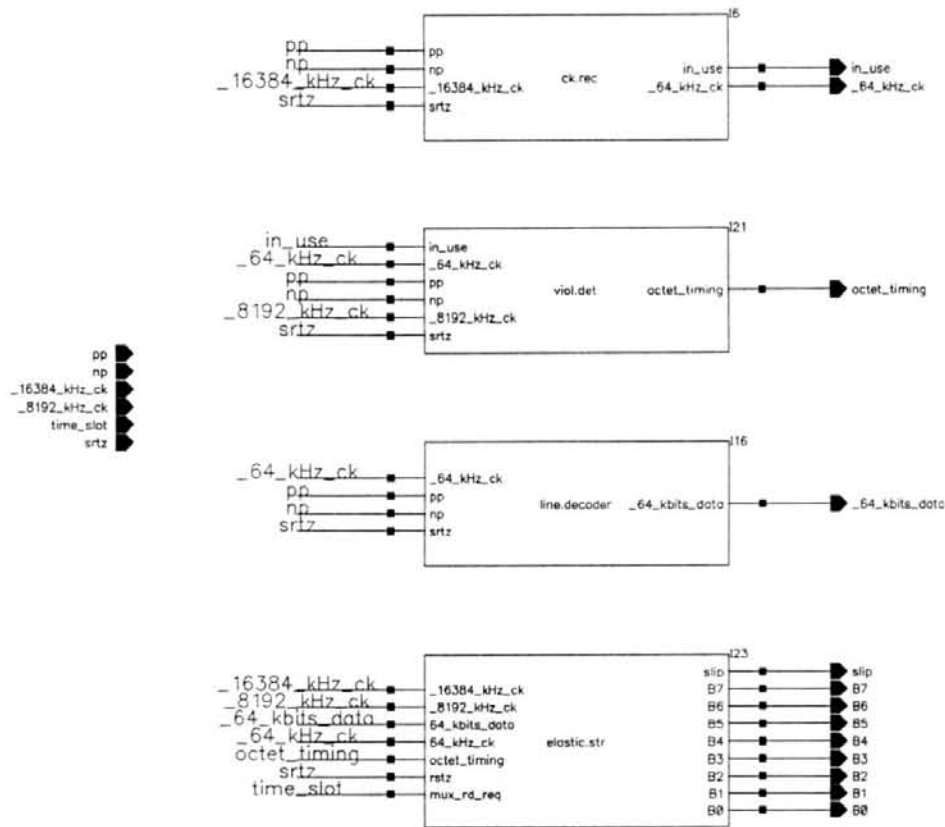 I6
pp pp
np np in_use in_use
_16384_kHz_ck _16384_kHz_ck ck.rec _64_kHz_ck _64_kHz_ck
srtz srtz
I21
in_use in_use
_64_kHz_ck _64_kHz_ck
pp pp
np np viol.det octet_timing octet_timing
_8192_kHz_ck _8192_kHz_ck
srtz srtz
pp
np
_16384_kHz_ck
_8192_kHz_ck
time_slot
srtz
I16
_64_kHz_ck _64_kHz_ck
pp pp
np np line.decoder _64_kbits_data _64_kbits_data
srtz srtz
I23
slip slip
_16384_kHz_ck _16384_kHz_ck B7 B7
_8192_kHz_ck _8192_kHz_ck B6 B6
_64_kbits_data 64_kbits_data B5 B5
_64_kHz_ck 64_kHz_ck elastic.str B4 B4
octet_timing octet_timing B3 B3
srtz rstz B2 B2
time_slot mux_rd_req B1 B1
B0 B0